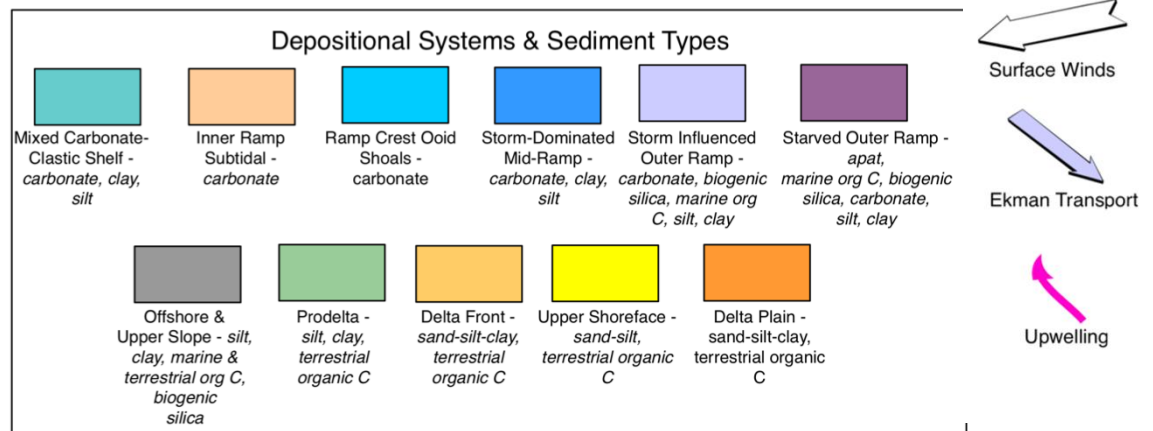 Depositional Systems & Sediment Types
Mixed Carbonate-
Clastic Shelf -
carbonate, clay,
silt
Inner Ramp
Subtidal -
carbonate
Ramp Crest Ooid
Shoals -
carbonate
Storm-Dominated
Mid-Ramp -
carbonate, clay,
silt
Storm Influenced
Outer Ramp -
carbonate, biogenic
silica, marine org
C, silt, clay
Starved Outer Ramp -
apat,
marine org C, biogenic
silica, carbonate,
silt, clay
Offshore &
Upper Slope - silt,
clay, marine &
terrestrial org C,
biogenic
silica
Prodelta -
silt, clay,
terrestrial
organic C
Delta Front -
sand-silt-clay,
terrestrial
organic C
Upper Shoreface -
sand-silt,
terrestrial organic
C
Delta Plain -
sand-silt-clay,
terrestrial organic
C
Surface Winds
Ekman Transport
Upwelling